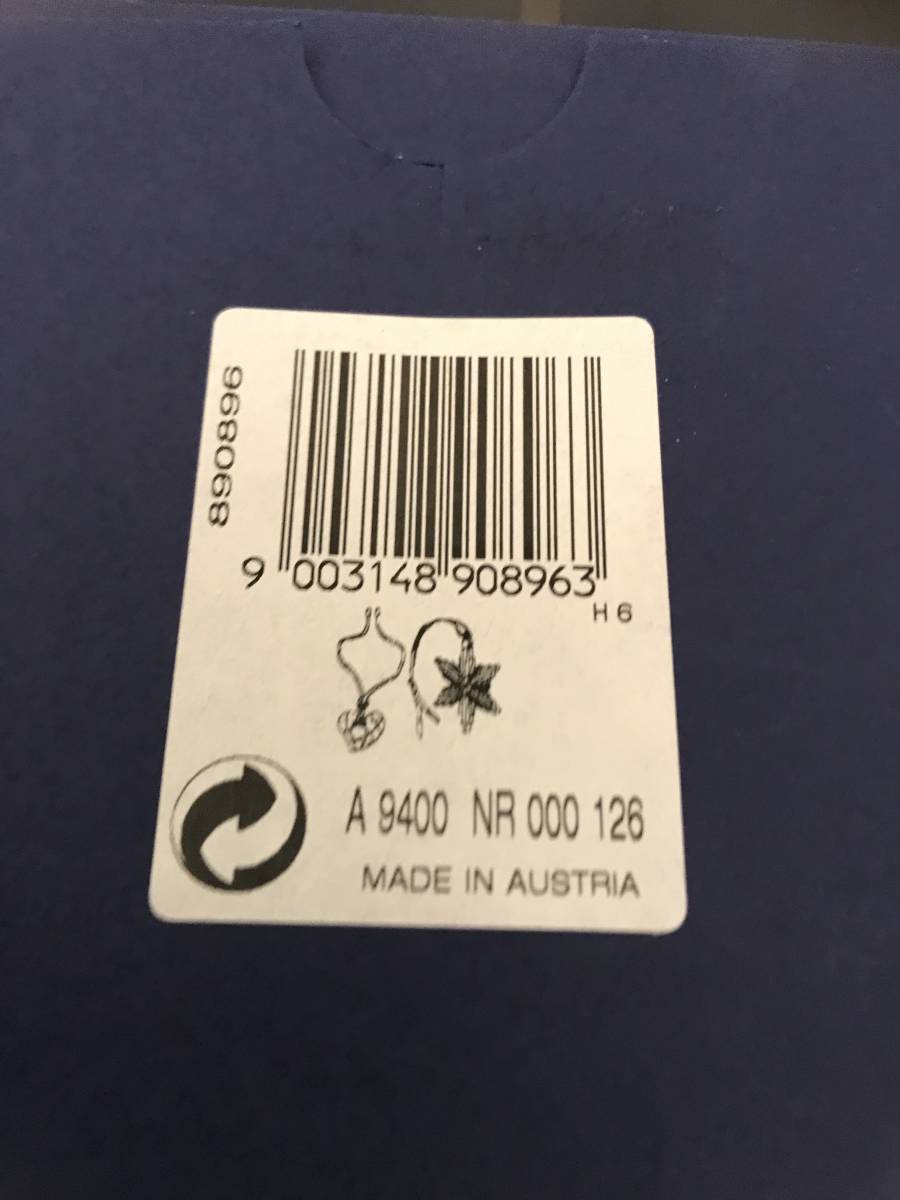 890896
9 003148 908963
H 6
A 9400 NR 000 126
MADE IN AUSTRIA